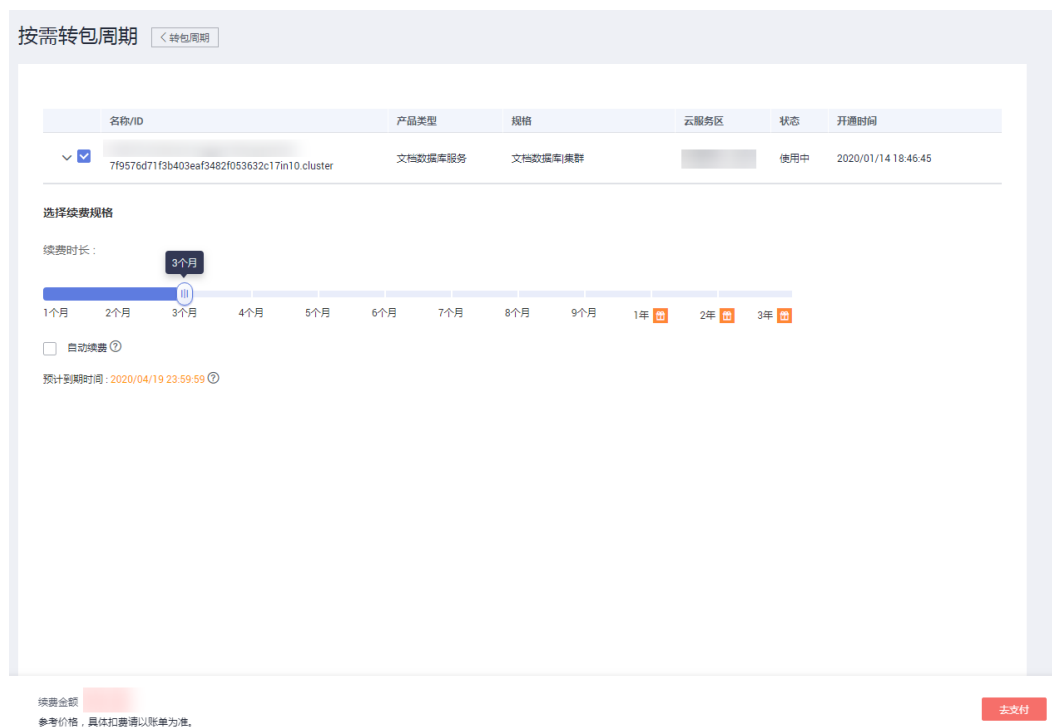 按需转包周期 < 转包周期
名称/ID 产品类型 规格 云服务区 状态 开通时间
7f9576d71f3b403eaf3482f053632c17in10.cluster 文档数据库服务 文档数据库|集群 使用中 2020/01/14 18:46:45
选择续费规格
续费时长：
3个月
1个月 2个月 3个月 4个月 5个月 6个月 7个月 8个月 9个月 1年 2年 3年
自动续费 ?
预计到期时间：2020/04/19 23:59:59 ?
续费金额
参考价格，具体扣费请以账单为准。
去支付